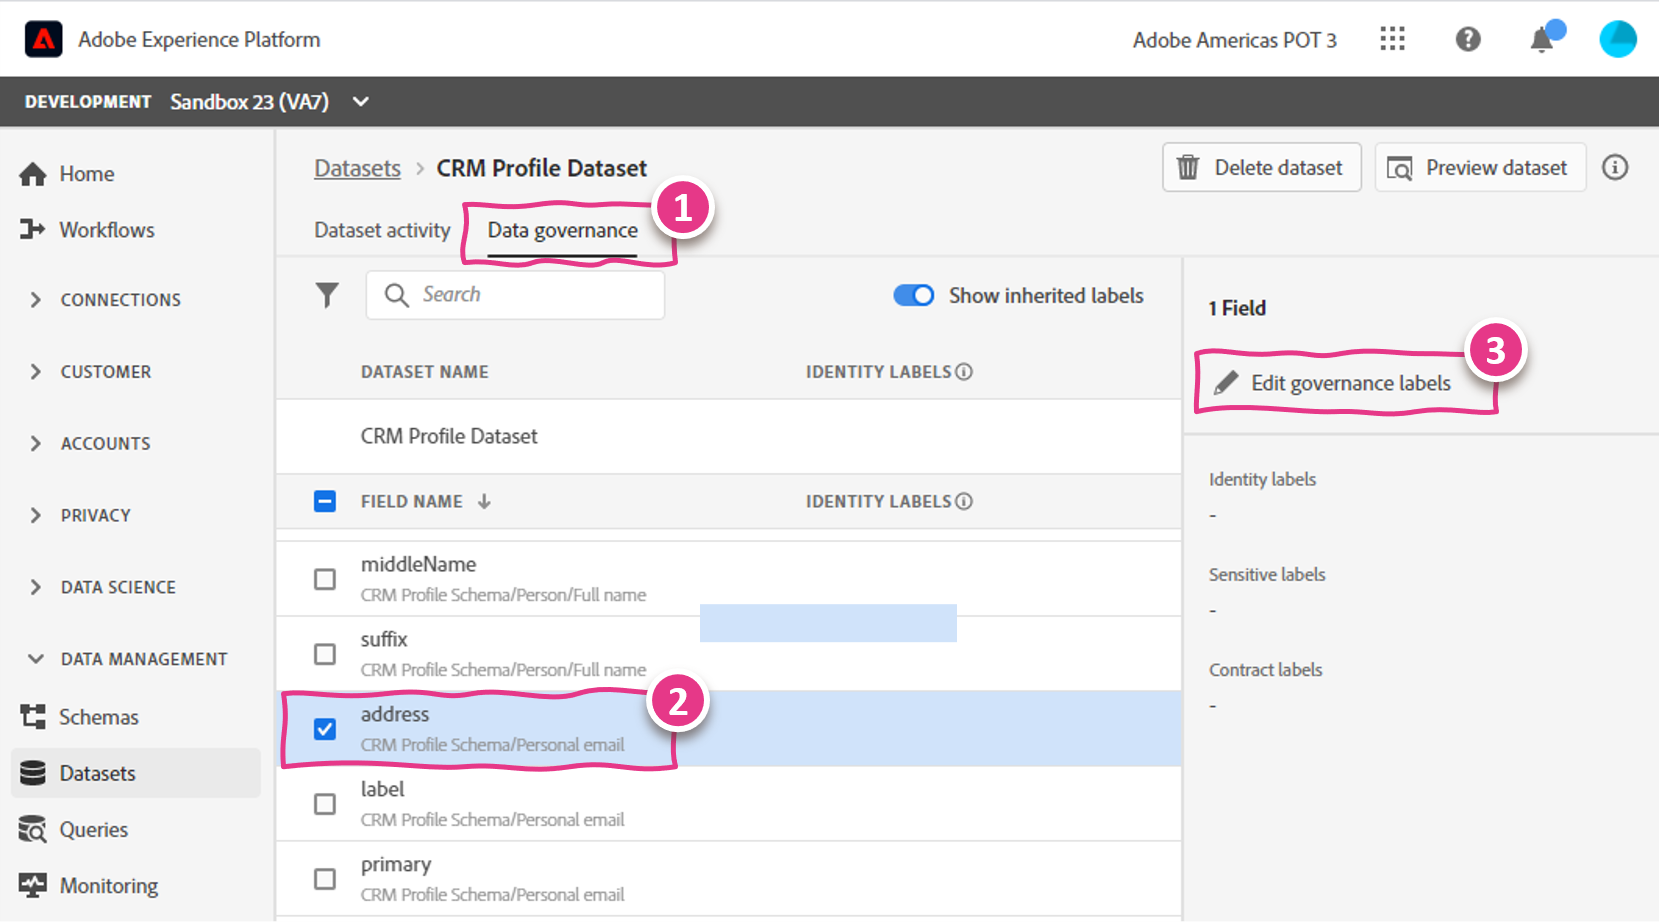 Adobe Experience Platform
Adobe Americas POT 3
DEVELOPMENT Sandbox 23 (VA7)
Home
Workflows
CONNECTIONS
CUSTOMER
ACCOUNTS
PRIVACY
DATA SCIENCE
DATA MANAGEMENT
Schemas
Datasets
Queries
Monitoring
Datasets > CRM Profile Dataset
Delete dataset
Preview dataset
Dataset activity
Data governance
1
Search
Show inherited labels
DATASET NAME
IDENTITY LABELS
CRM Profile Dataset
FIELD NAME
IDENTITY LABELS
middleName
CRM Profile Schema/Person/Full name
suffix
CRM Profile Schema/Person/Full name
address
CRM Profile Schema/Personal email
2
label
CRM Profile Schema/Personal email
primary
CRM Profile Schema/Personal email
1 Field
Edit governance labels
3
Identity labels
-
Sensitive labels
-
Contract labels
-